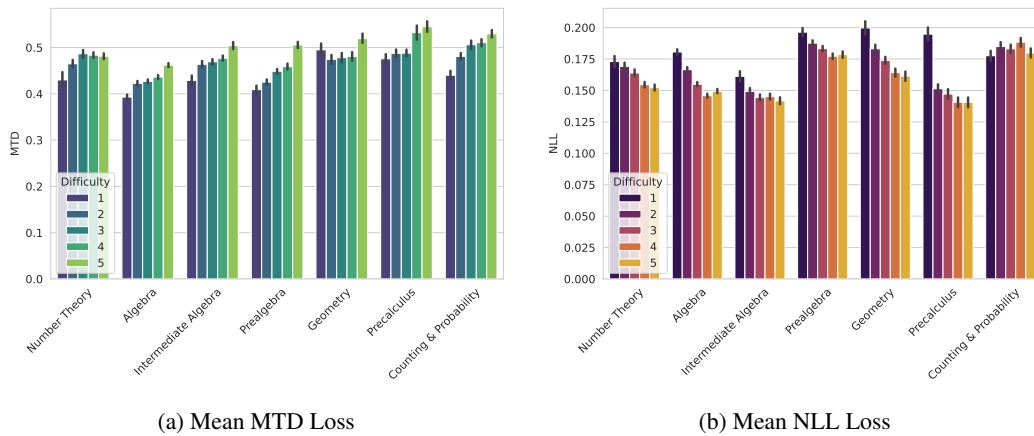 0.5
0.4
0.3
0.2
0.1
0.0
MTD
Difficulty
1
2
3
4
5
Number Theory
Algebra
Intermediate Algebra
Prealgebra
Geometry
Precalculus
Counting & Probability
(a) Mean MTD Loss
0.200
0.175
0.150
0.125
0.100
0.075
0.050
0.025
0.000
NLL
Difficulty
1
2
3
4
5
Number Theory
Algebra
Intermediate Algebra
Prealgebra
Geometry
Precalculus
Counting & Probability
(b) Mean NLL Loss